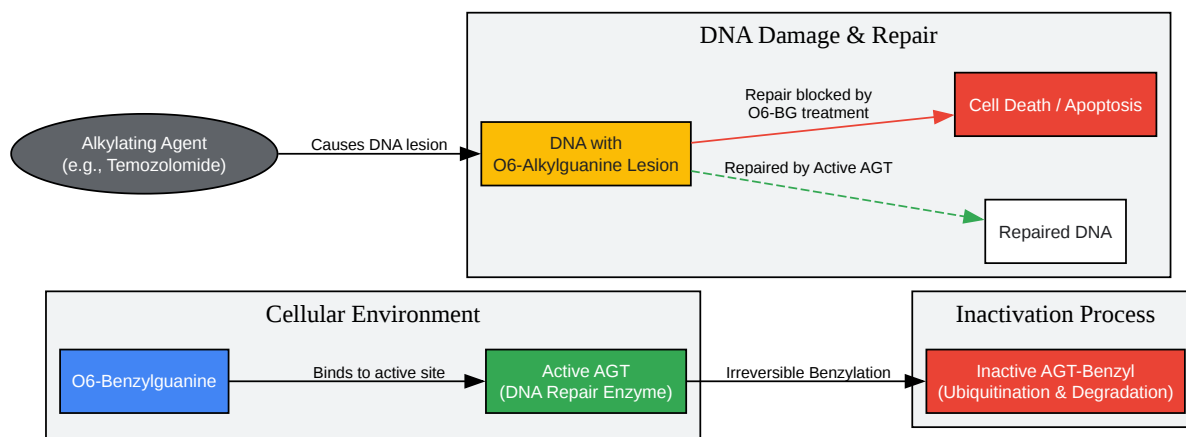 DNA Damage & Repair
Alkylating Agent
(e.g., Temozolomide)
Causes DNA lesion
DNA with
O6-Alkylguanine Lesion
Repair blocked by
O6-BG treatment
Cell Death / Apoptosis
Repaired by Active AGT
Repaired DNA
Cellular Environment
O6-Benzylguanine
Binds to active site
Active AGT
(DNA Repair Enzyme)
Irreversible Benzylation
Inactivation Process
Inactive AGT-Benzyl
(Ubiquitination & Degradation)